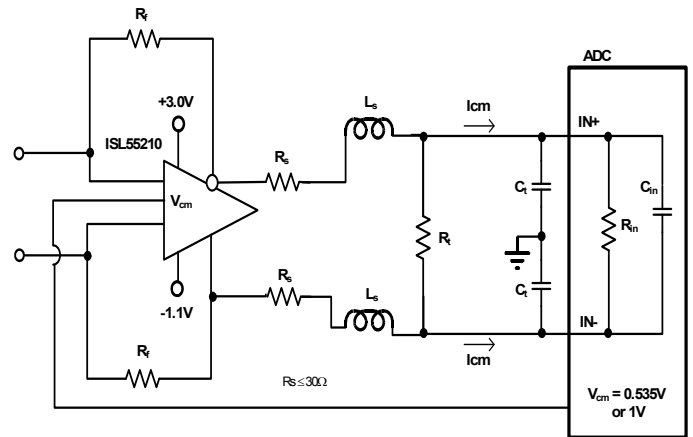 Rf
ADC
+3.0V
Ls
Icm
IN+
ISL55210
Rs
Vcm
Ct
Cin
Rt
Rin
Rs
Ls
Ct
-1.1V
IN-
Rf
Icm
Rs≤30Ω
Vcm = 0.535V
or 1V